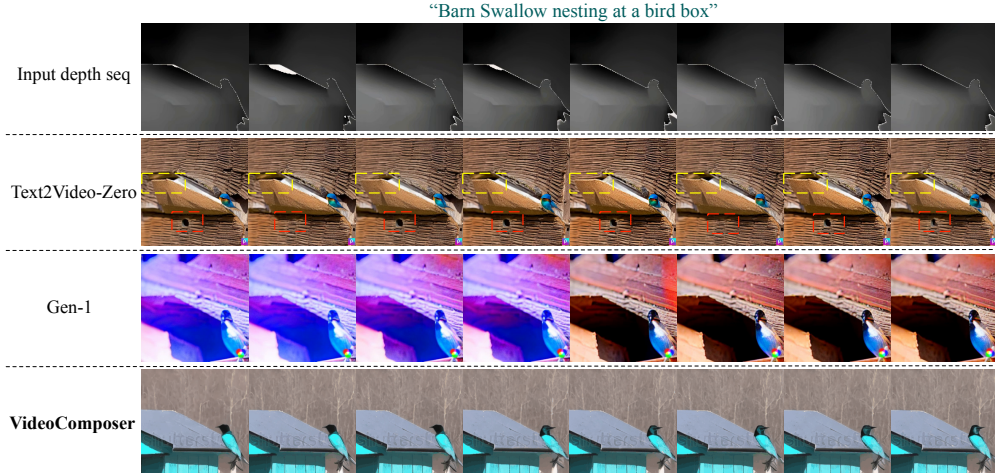 “Barn Swallow nesting at a bird box”
Input depth seq
Text2Video-Zero
Gen-1
VideoComposer